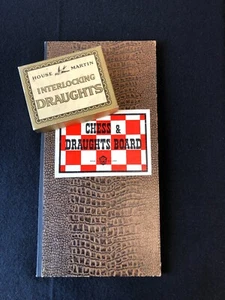 HOUSE MARTIN
INTERLOCKING
DRAUGHTS
CHESS &
DRAUGHTS BOARD